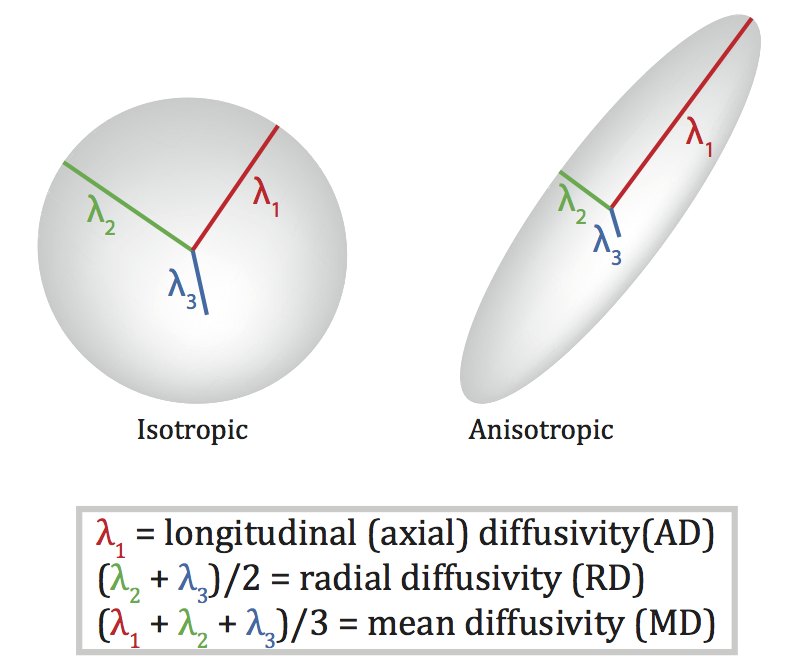 λ1
λ2
λ3
λ1
λ2
λ3
Isotropic
Anisotropic
λ1 = longitudinal (axial) diffusivity(AD)
(λ2 + λ3)/2 = radial diffusivity (RD)
(λ1 + λ2 + λ3)/3 = mean diffusivity (MD)